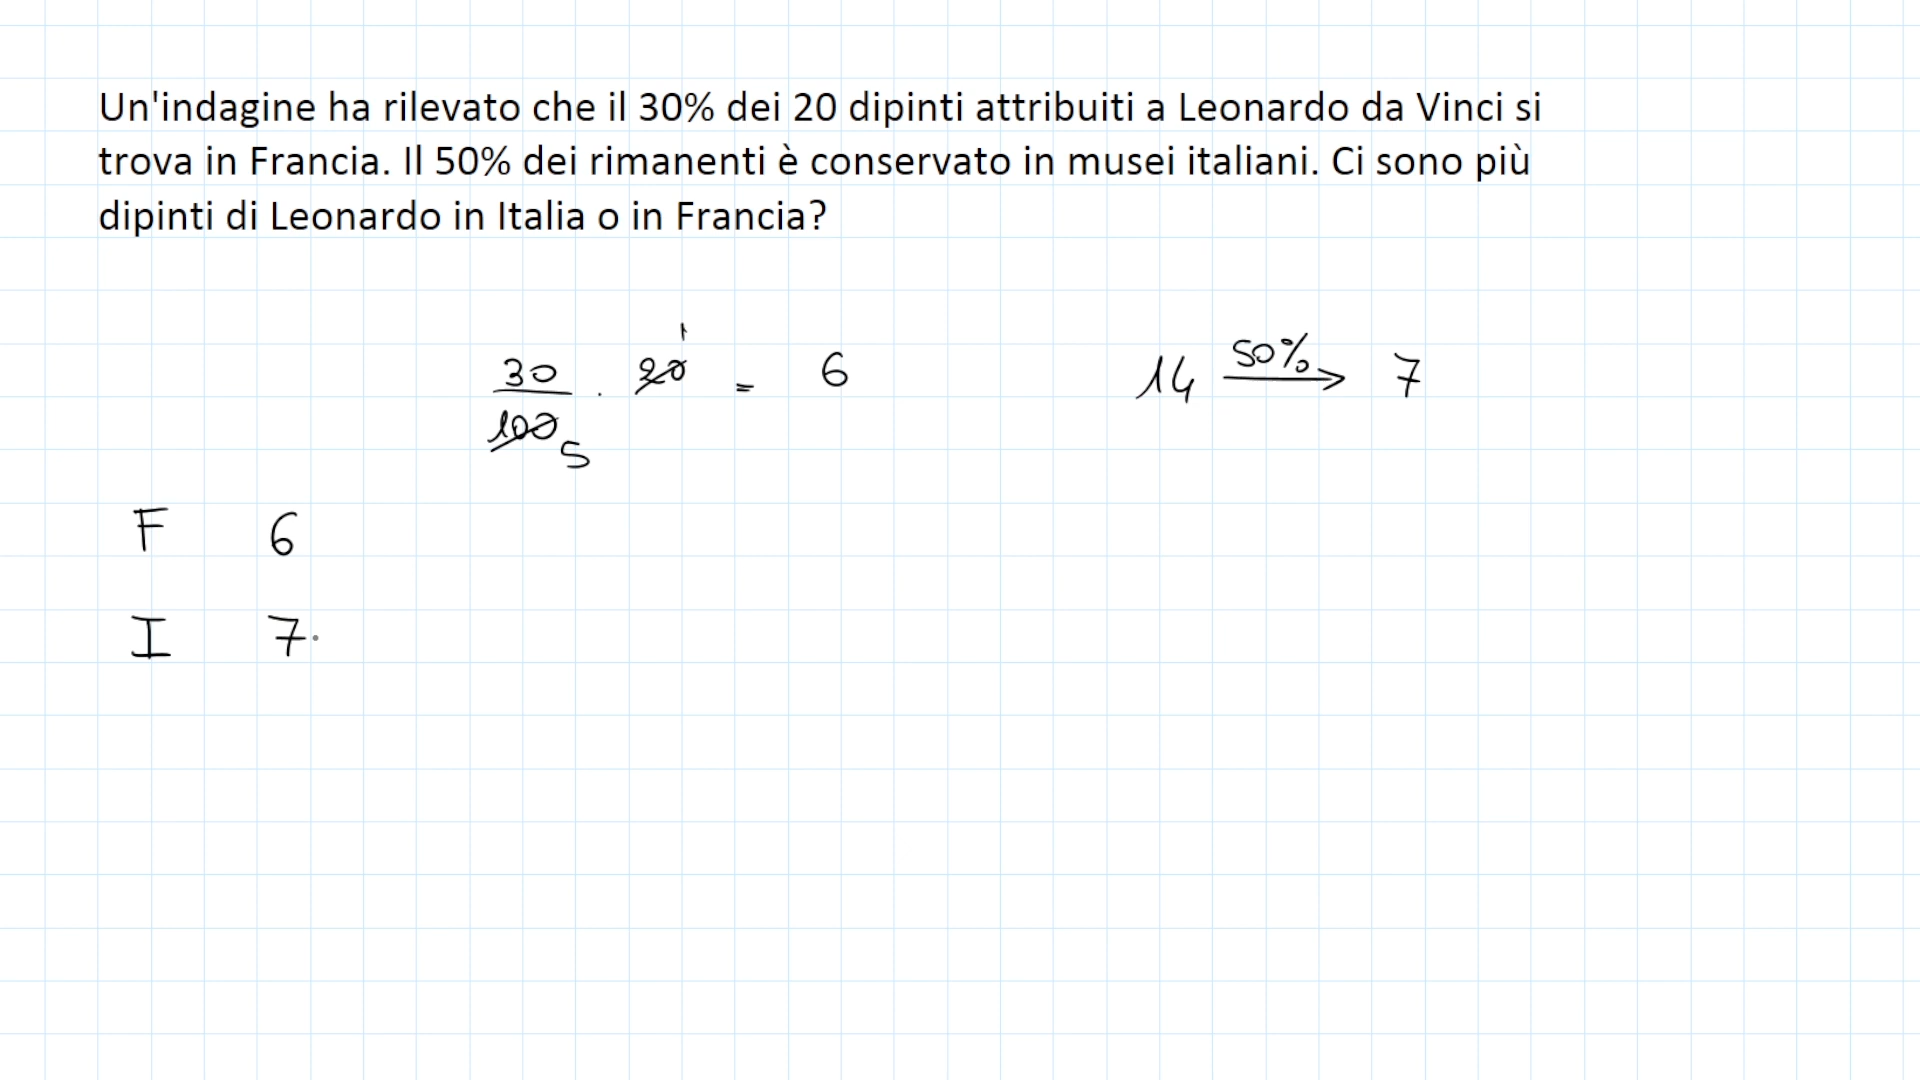 Un'indagine ha rilevato che il 30% dei 20 dipinti attribuiti a Leonardo da Vinci si
trova in Francia. Il 50% dei rimanenti è conservato in musei italiani. Ci sono più
dipinti di Leonardo in Italia o in Francia?
30/100 5 · 20 1 = 6
14 50%→ 7
F 6
I 7